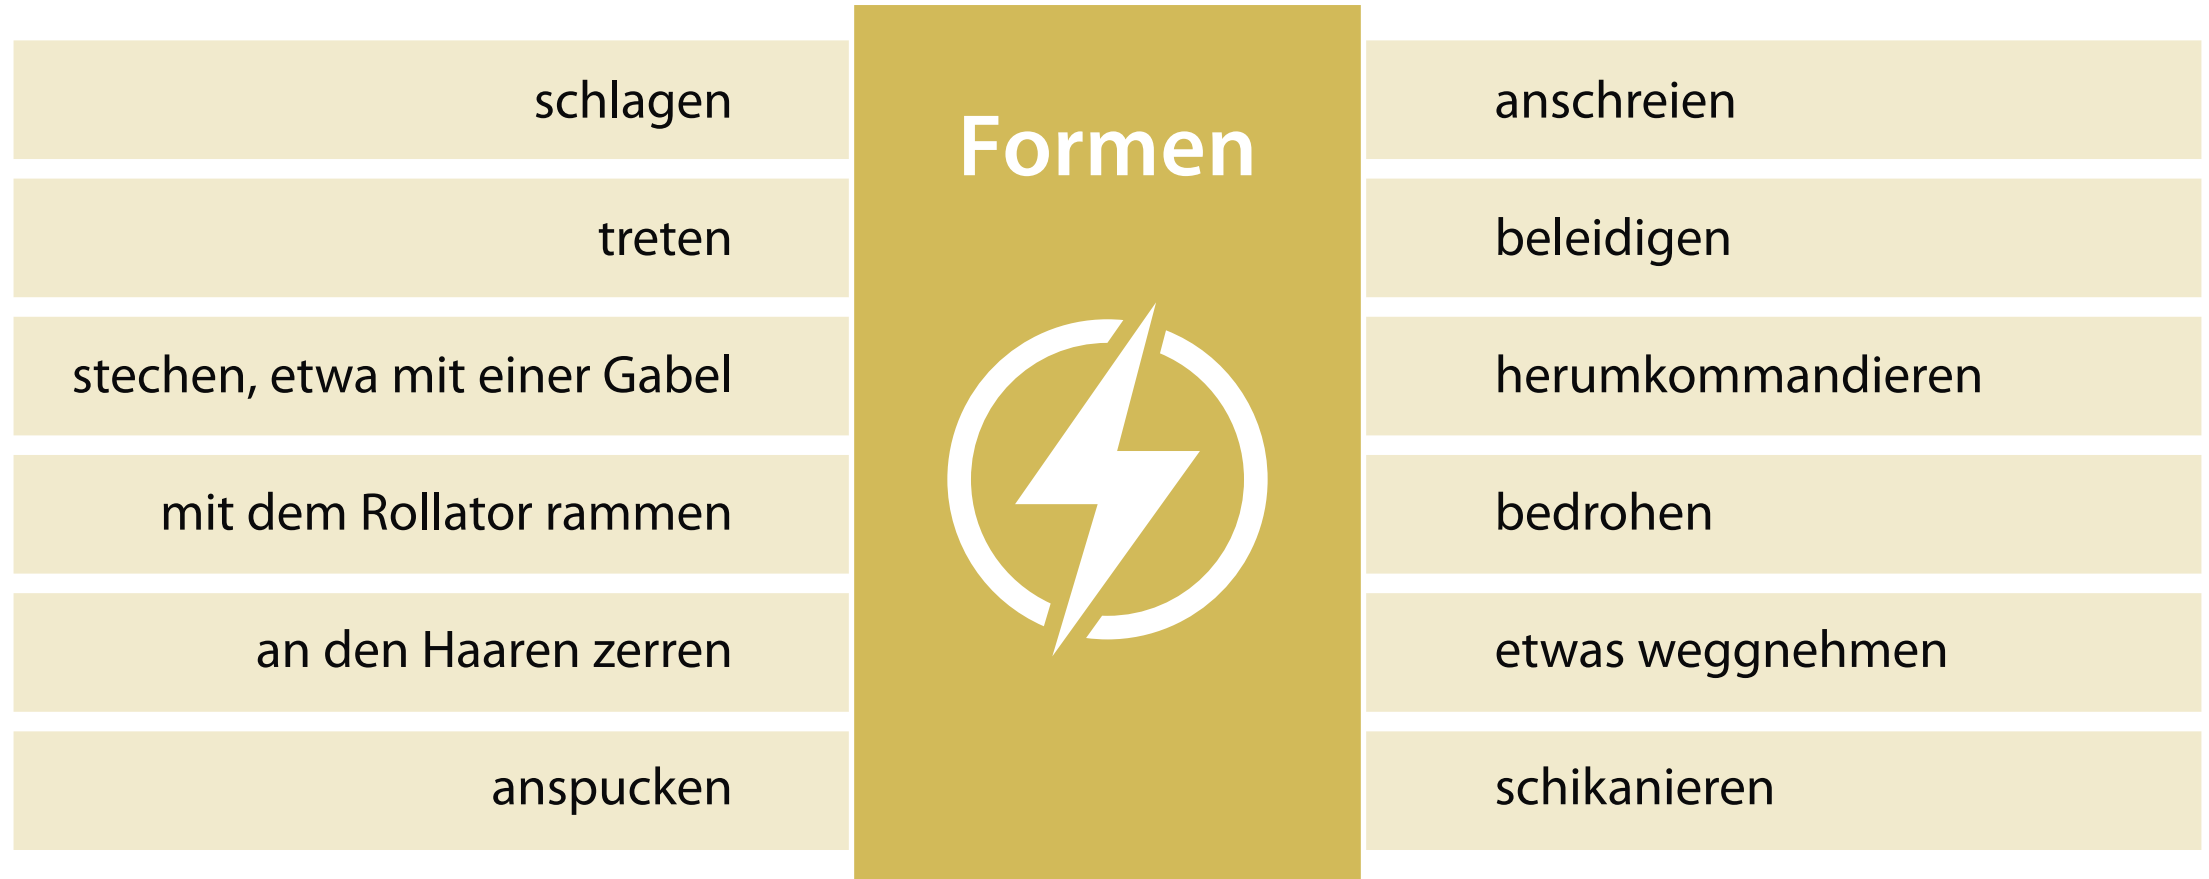 schlagen
treten
stechen, etwa mit einer Gabel
mit dem Rollator rammen
an den Haaren zerren
anspucken
Formen
anschreien
beleidigen
herumkommandieren
bedrohen
etwas weggnehmen
schikanieren